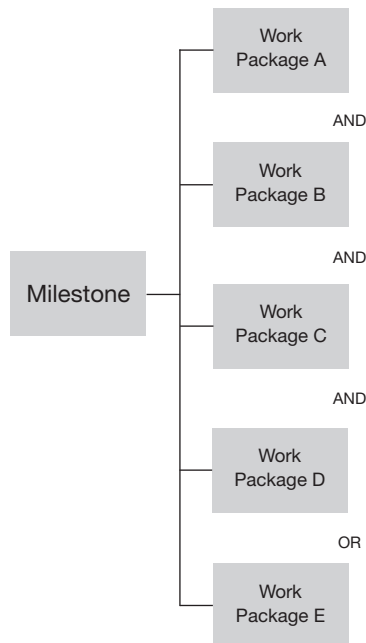 Work
Package A
AND
Work
Package B
AND
Milestone
Work
Package C
AND
Work
Package D
OR
Work
Package E